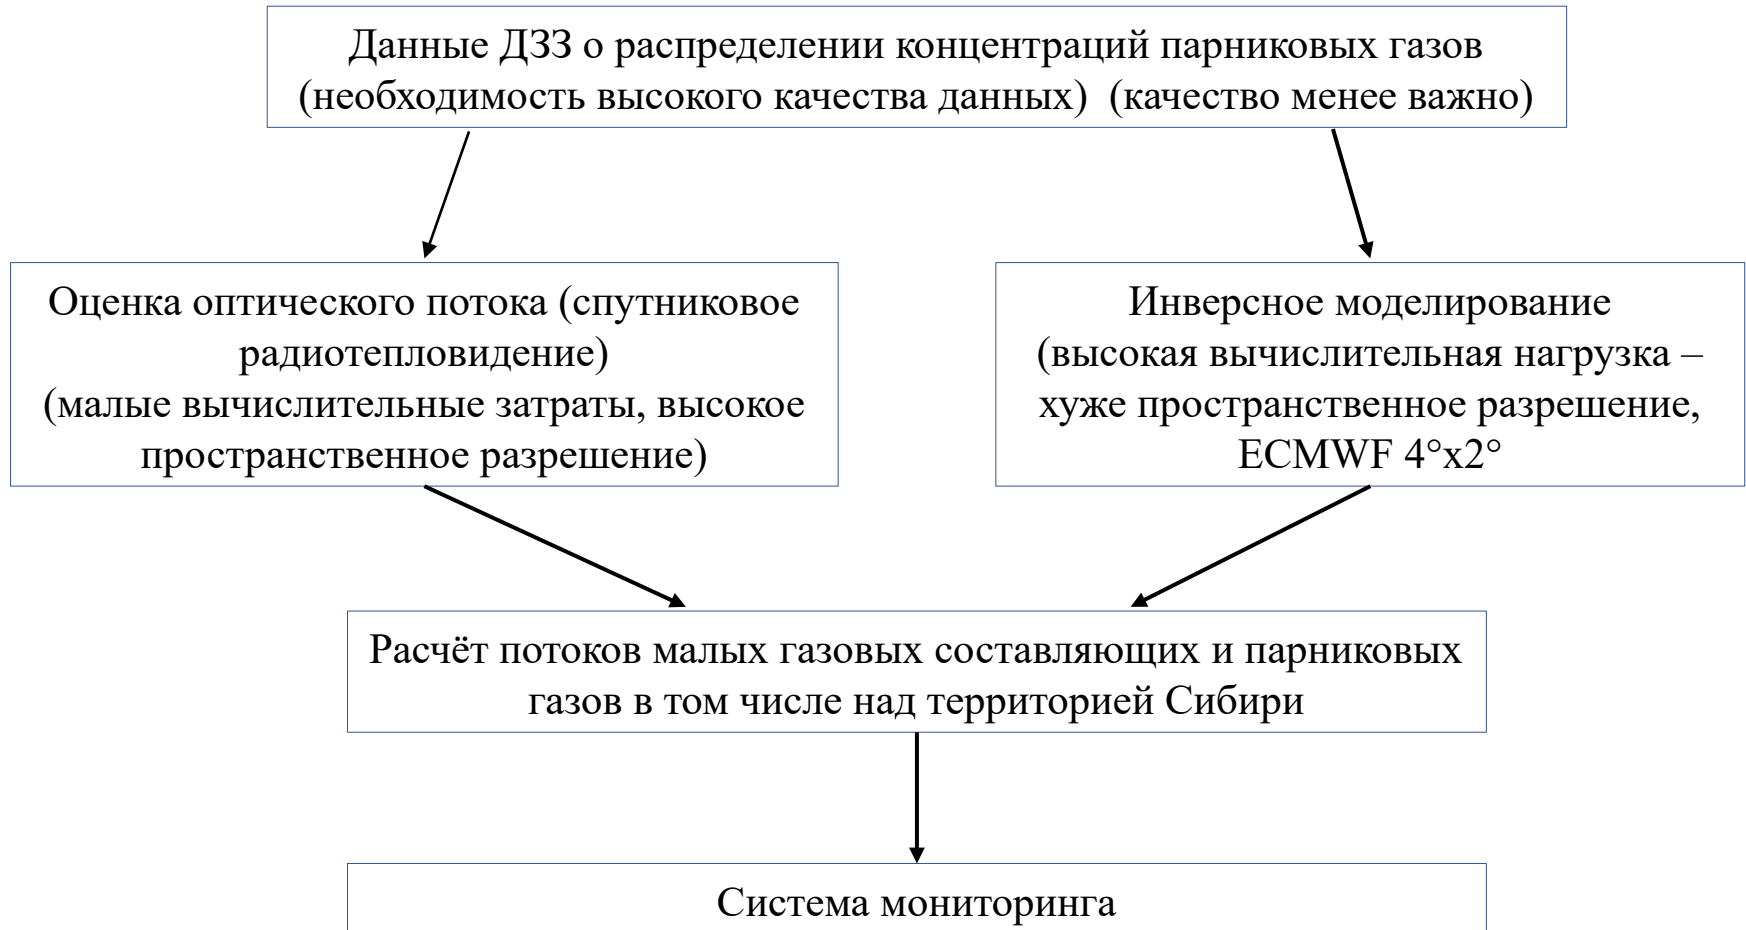 Данные ДЗЗ о распределении концентраций парниковых газов
(необходимость высокого качества данных) (качество менее важно)
Оценка оптического потока (спутниковое
радиотепловидение)
(малые вычислительные затраты, высокое
пространственное разрешение)
Инверсное моделирование
(высокая вычислительная нагрузка –
хуже пространственное разрешение,
ECMWF 4°x2°
Расчёт потоков малых газовых составляющих и парниковых
газов в том числе над территорией Сибири
Система мониторинга